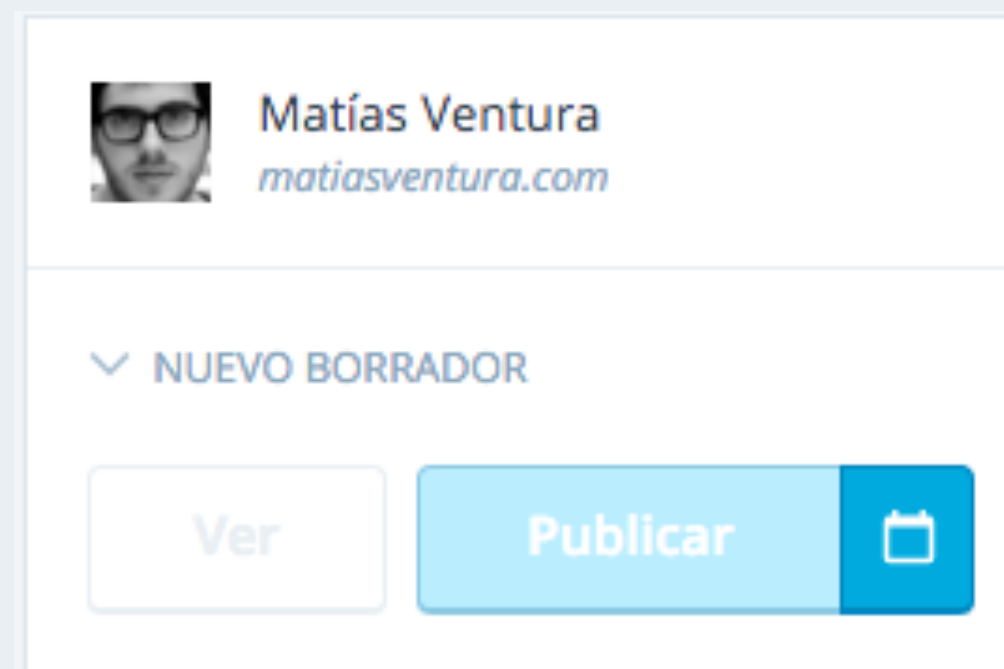 Matías Ventura
matiasventura.com
NUEVO BORRADOR
Ver
Publicar